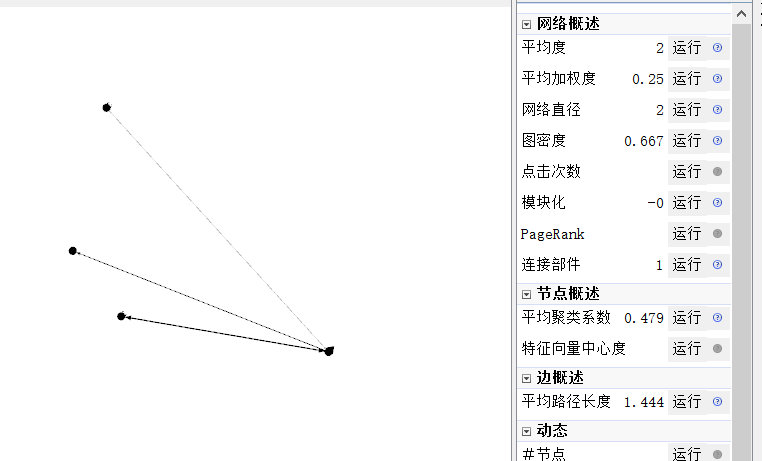 网络概述
平均度 2 运行
平均加权度 0.25 运行
网络直径 2 运行
图密度 0.667 运行
点击次数 运行
模块化 -0 运行
PageRank 运行
连接部件 1 运行
节点概述
平均聚类系数 0.479 运行
特征向量中心度 运行
边概述
平均路径长度 1.444 运行
动态
#节点 运行